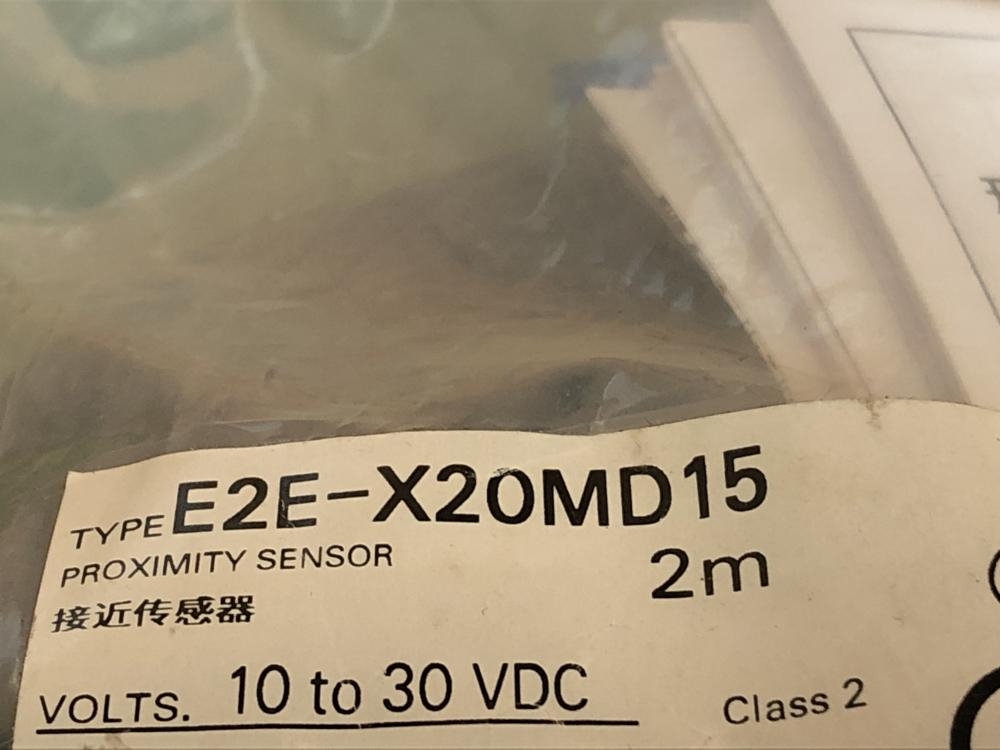 TYPE E2E-X20MD15
PROXIMITY SENSOR
2m
接近传感器
VOLTS. 10 to 30 VDC
Class 2